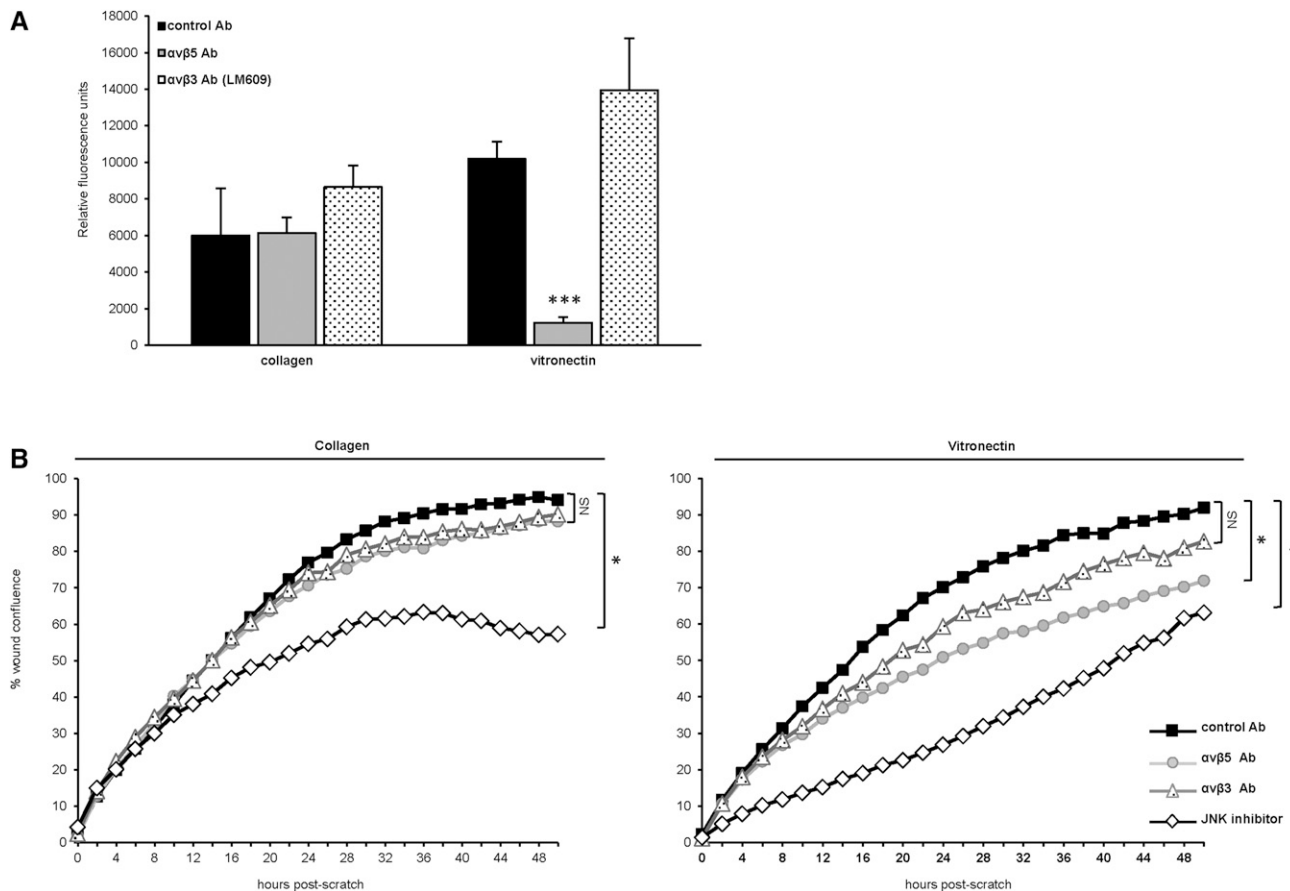 A
18000
16000
14000
12000
10000
8000
6000
4000
2000
0
Relative fluorescence units
control Ab
αvβ5 Ab
αvβ3 Ab (LM609)
***
collagen vitronectin
B
Collagen
100
90
80
70
60
50
40
30
20
10
0
% wound confluence
NS
*
0 4 8 12 16 20 24 28 32 36 40 44 48
hours post-scratch
Vitronectin
100
90
80
70
60
50
40
30
20
10
0
NS
*
control Ab
αvβ5 Ab
αvβ3 Ab
JNK inhibitor
0 4 8 12 16 20 24 28 32 36 40 44 48
hours post-scratch